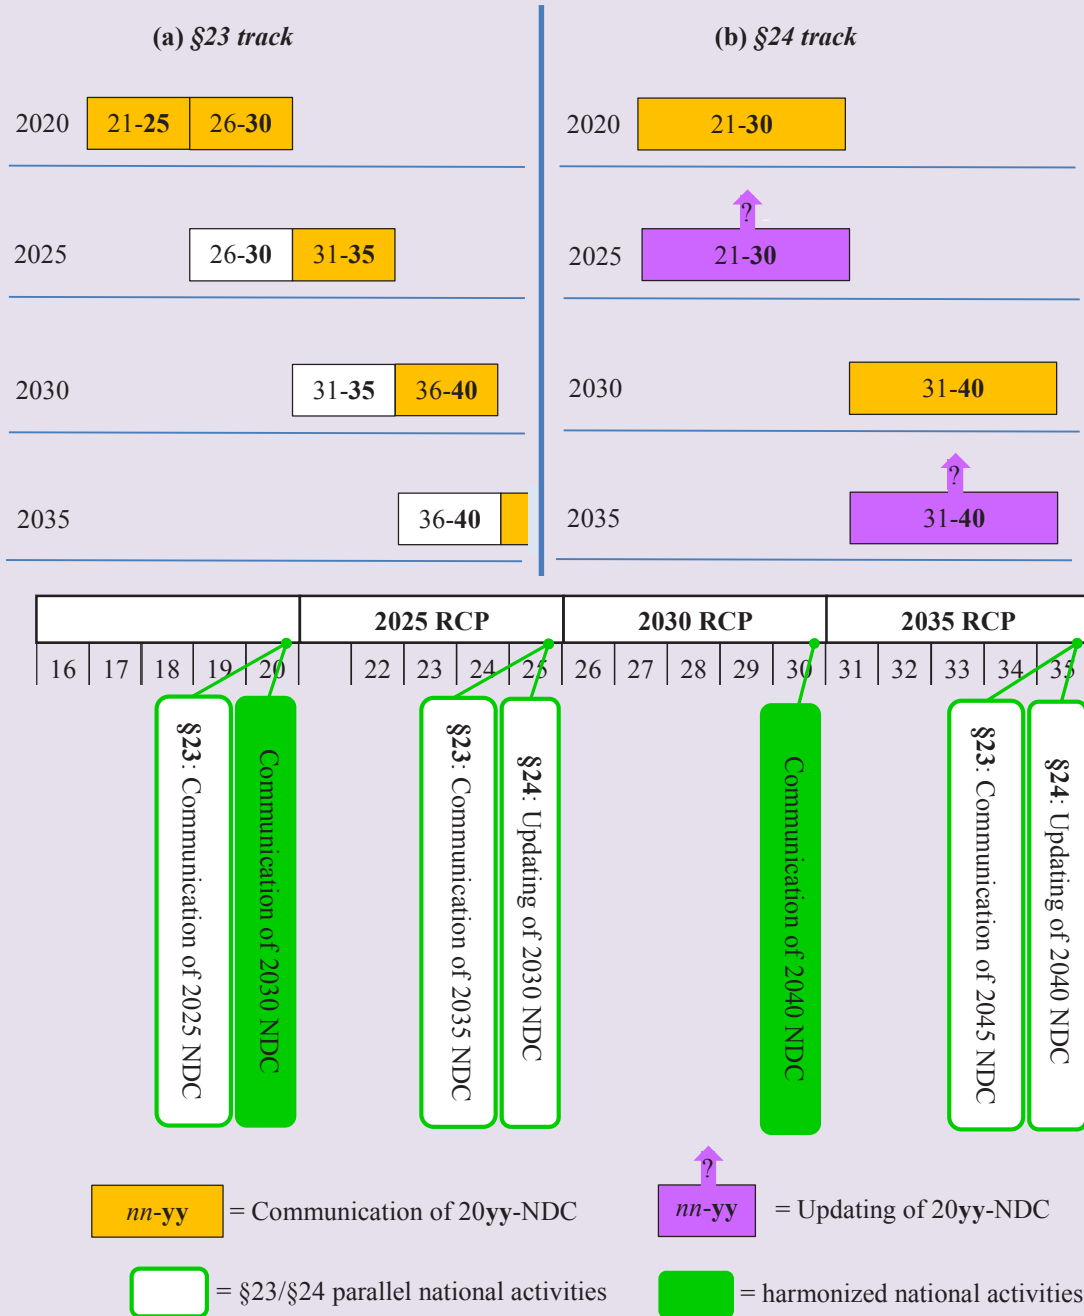 (a) §23 track
2020
21-25
26-30
2025
26-30
31-35
2030
31-35
36-40
2035
36-40
(b) §24 track
2020
21-30
?
2025
21-30
2030
31-40
?
2035
31-40
2025 RCP
2030 RCP
2035 RCP
16 17 18 19 20 22 23 24 25 26 27 28 29 30 31 32 33 34 35
§23: Communication of 2025 NDC
Communication of 2030 NDC
§23: Communication of 2035 NDC
§24: Updating of 2030 NDC
Communication of 2040 NDC
§23: Communication of 2045 NDC
§24: Updating of 2040 NDC
nn-yy = Communication of 20yy-NDC
?
nn-yy = Updating of 20yy-NDC
= §23/§24 parallel national activities
= harmonized national activities